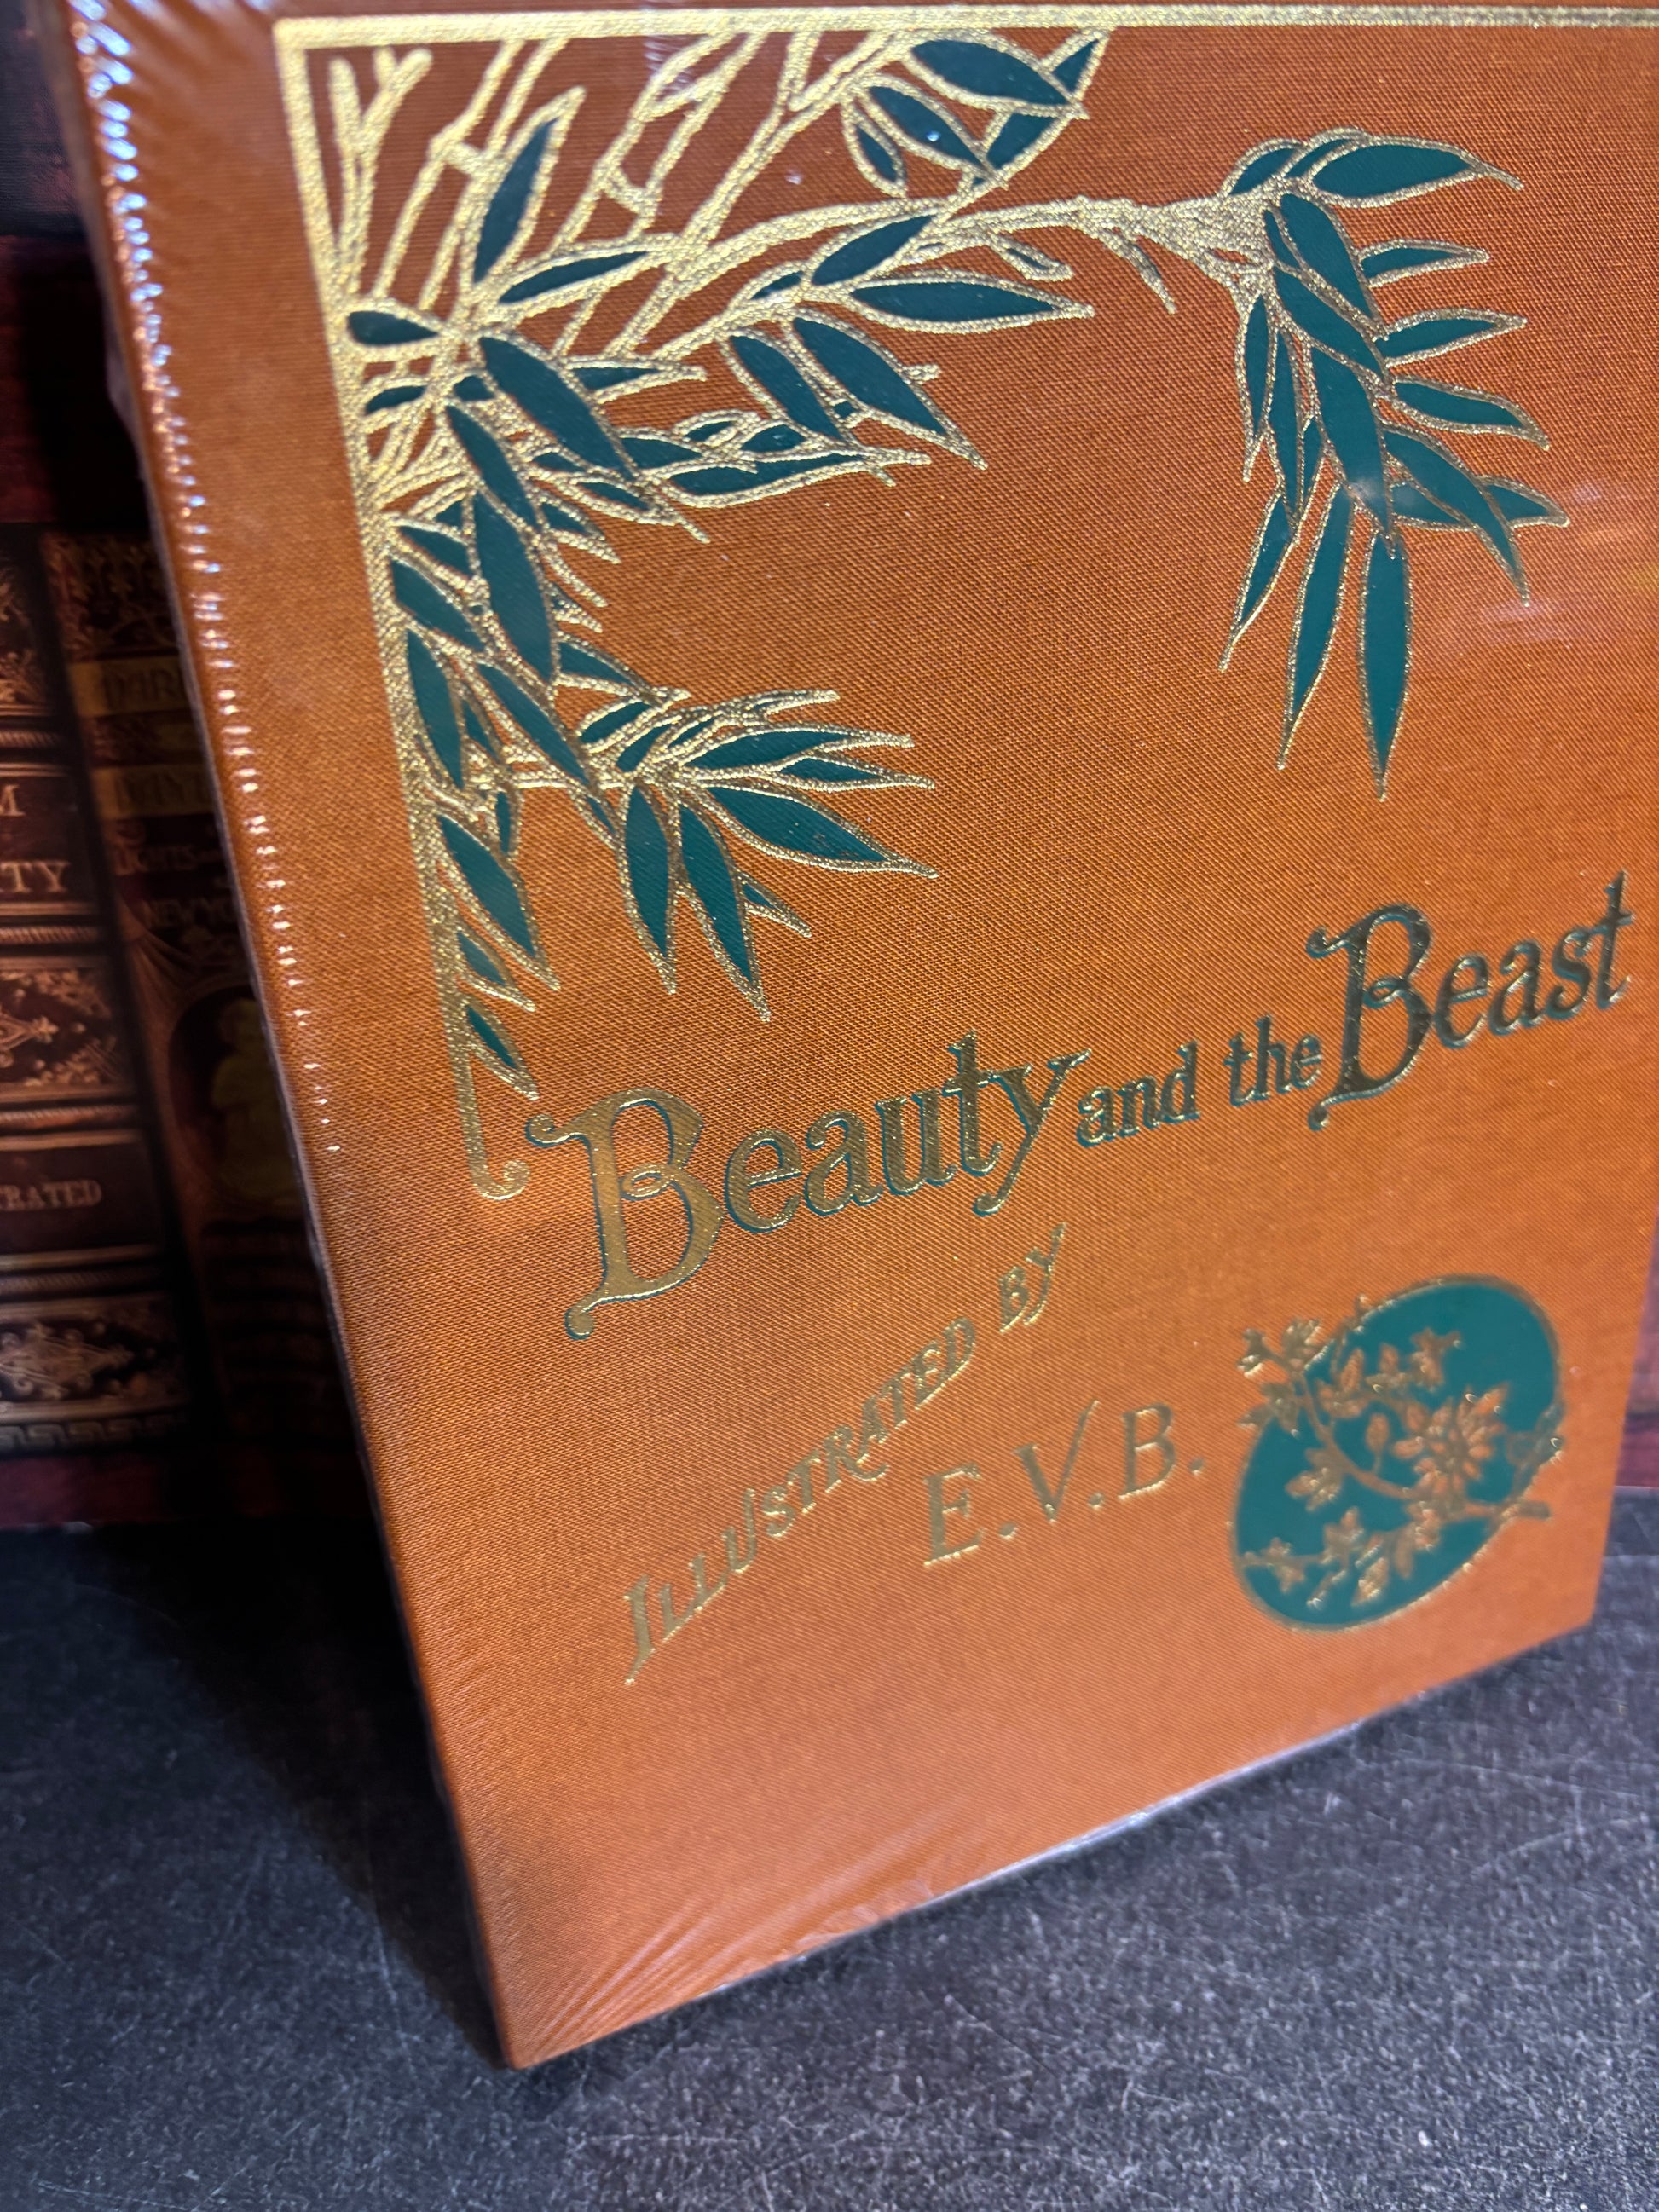 Beauty and the Beast
ILLUSTRATED BY
E.V.B.